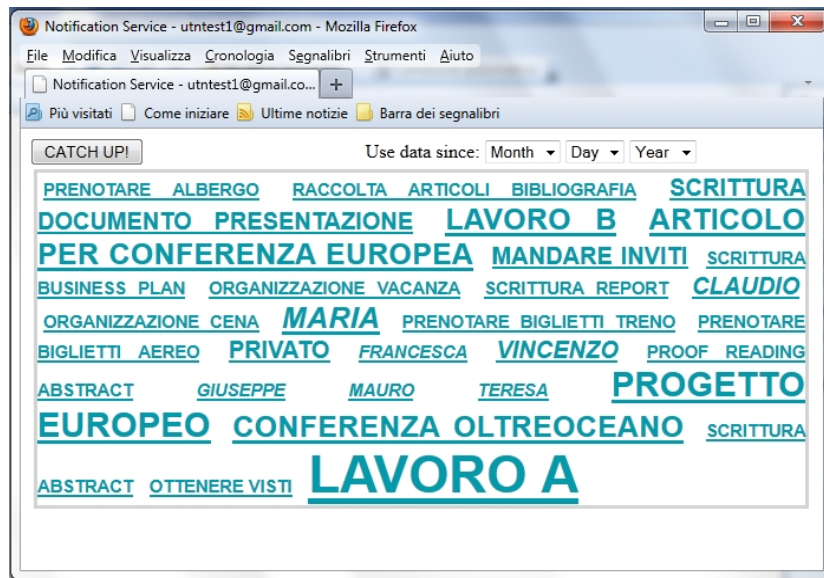 Notification Service - utntest1@gmail.com - Mozilla Firefox
File Modifica Visualizza Cronologia Segnalibri Strumenti Aiuto
Notification Service - utntest1@gmail.co...
Più visitati Come iniziare Ultime notizie Barra dei segnalibri
CATCH UP! Use data since: Month Day Year
PRENOTARE ALBERGO RACCOLTA ARTICOLI BIBLIOGRAFIA SCRITTURA
DOCUMENTO PRESENTAZIONE LAVORO B ARTICOLO
PER CONFERENZA EUROPEA MANDARE INVITI SCRITTURA
BUSINESS PLAN ORGANIZZAZIONE VACANZA SCRITTURA REPORT CLAUDIO
ORGANIZZAZIONE CENA MARIA PRENOTARE BIGLIETTI TRENO PRENOTARE
BIGLIETTI AEREO PRIVATO FRANCESCA VINCENZO PROOF READING
ABSTRACT GIUSEPPE MAURO TERESA PROGETTO
EUROPEO CONFERENZA OLTREOCEANO SCRITTURA
ABSTRACT OTTENERE VISTI LAVORO A